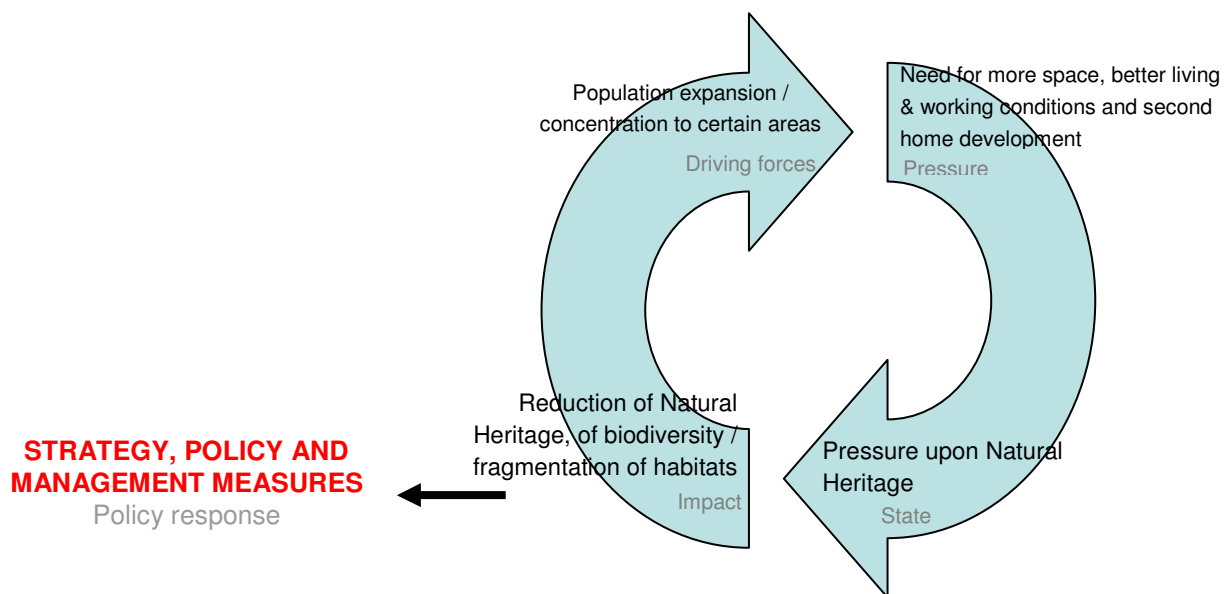 Population expansion /
concentration to certain areas
Driving forces
Need for more space, better living
& working conditions and second
home development
Pressure
Pressure upon Natural
Heritage
State
Reduction of Natural
Heritage, of biodiversity /
fragmentation of habitats
Impact
STRATEGY, POLICY AND
MANAGEMENT MEASURES
Policy response